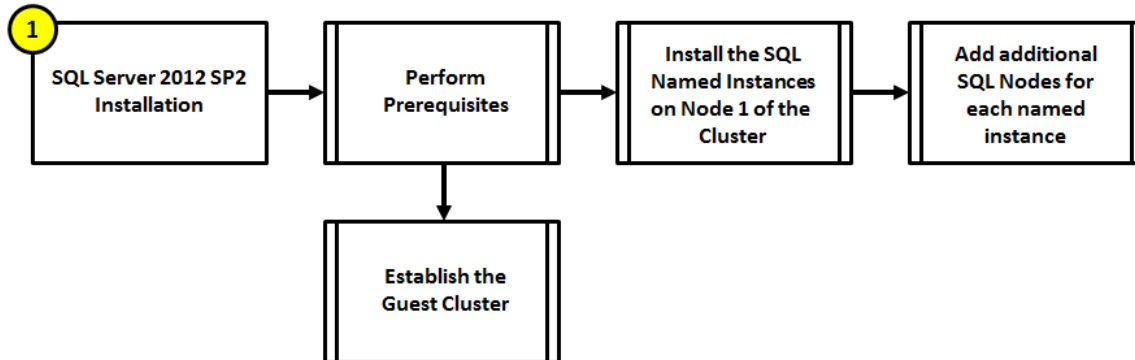 1
SQL Server 2012 SP2
Installation
Perform
Prerequisites
Install the SQL
Named Instances
on Node 1 of the
Cluster
Add additional
SQL Nodes for
each named
instance
Establish the
Guest Cluster